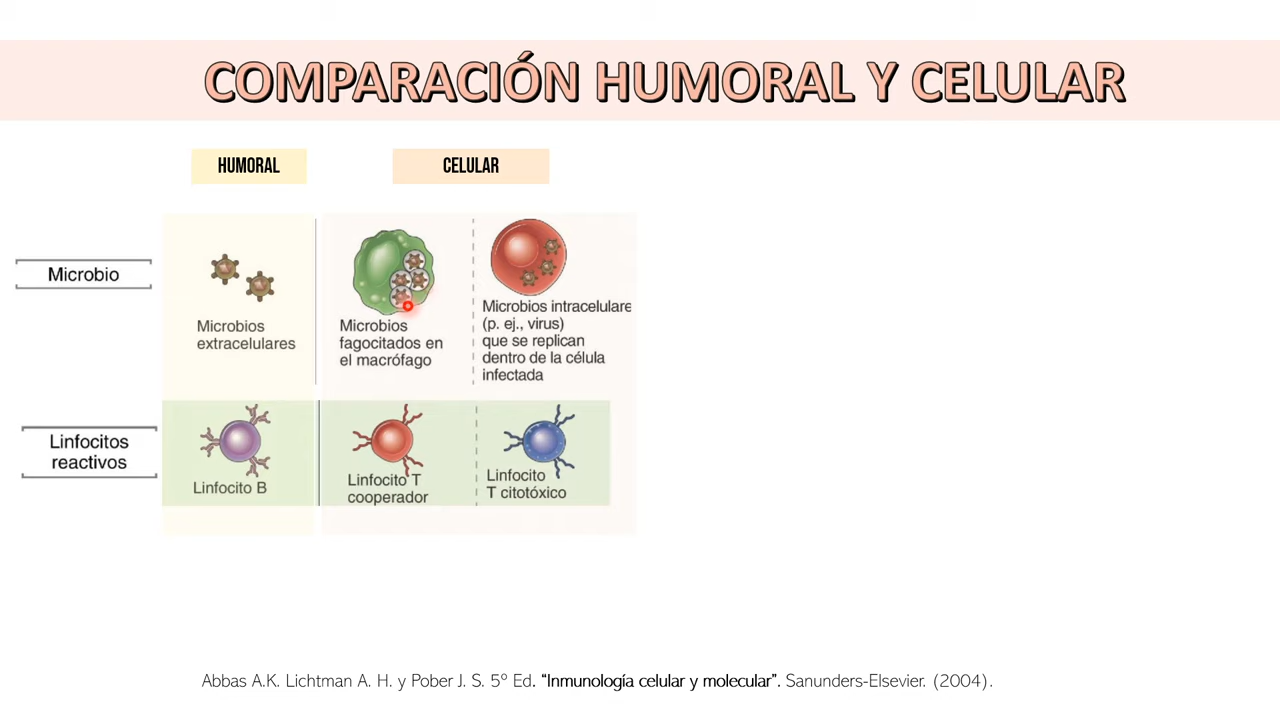 COMPARACIÓN HUMORAL Y CELULAR
HUMORAL
CELULAR
Microbio
Microbios
extracelulares
Microbios
fagocitados en
el macrófago
Microbios intracelulare
(p. ej., virus)
que se replican
dentro de la célula
infectada
Linfocitos
reactivos
Linfocito B
Linfocito T
cooperador
Linfocito
T citotóxico
Abbas A.K. Lichtman A. H. y Pober J. S. 5º Ed. “Inmunología celular y molecular”. Sanunders-Elsevier. (2004).